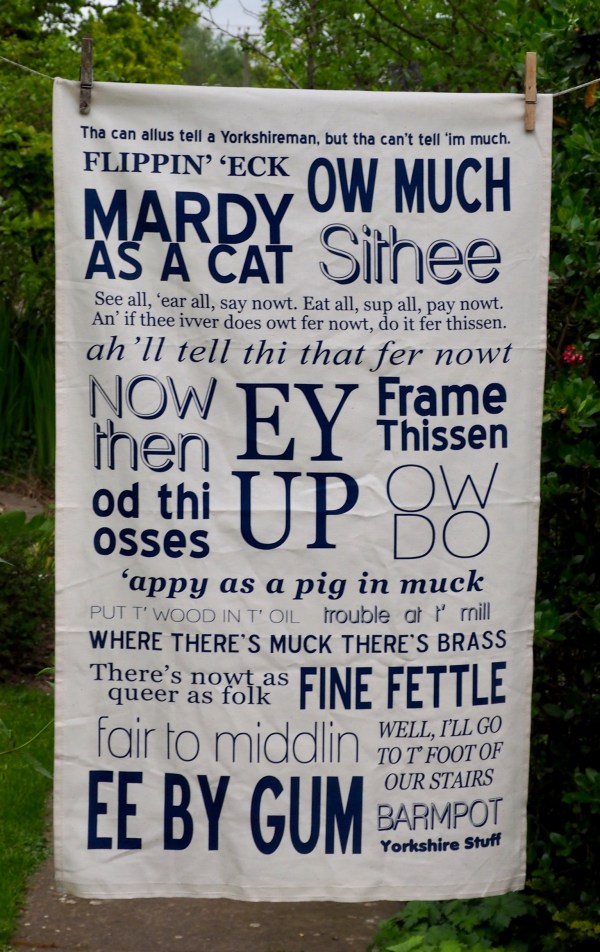 Tha can allus tell a Yorkshireman, but tha can't tell 'im much.
FLIPPIN' 'ECK
OW MUCH
MARDY
AS A CAT
Sithee
See all, 'ear all, say nowt. Eat all, sup all, pay nowt.
An' if thee ivver does owt fer nowt, do it fer thissen.
ah'll tell thi that fer nowt
NOW
then
EY
UP
Frame
Thissen
od thi
osses
OW
DO
'appy as a pig in muck
PUT T' WOOD IN T' OIL
trouble at t' mill
WHERE THERE'S MUCK THERE'S BRASS
There's nowt as
queer as folk
FINE FETTLE
fair to middlin
WELL, I'LL GO
TO T' FOOT OF
OUR STAIRS
EE BY GUM
BARMPOT
Yorkshire Stuff